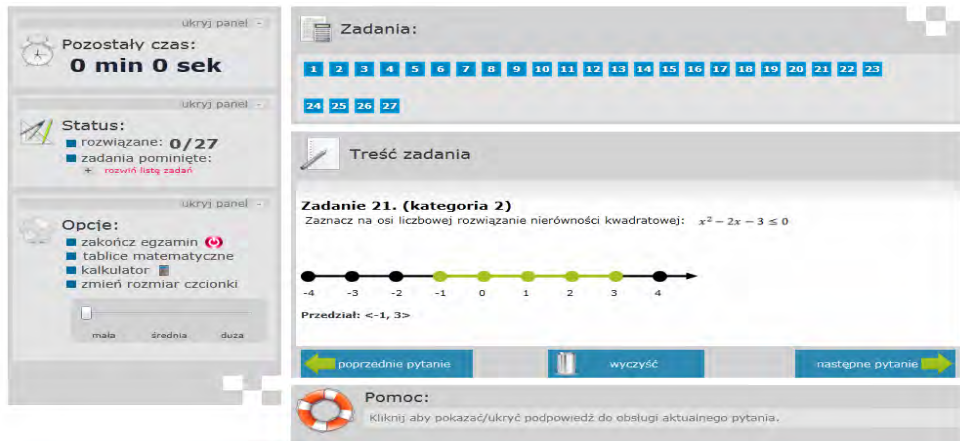 ukryj panel -
Pozostały czas:
0 min 0 sek
ukryj panel -
Status:
rozwiązane: 0/27
zadania pominięte:
+ rozwiń listę zadań
ukryj panel -
Opcje:
zakończ egzamin
tablice matematyczne
kalkulator
zmień rozmiar czcionki
mała średnia duza
Zadania:
1 2 3 4 5 6 7 8 9 10 11 12 13 14 15 16 17 18 19 20 21 22 23
24 25 26 27
Treść zadania
Zadanie 21. (kategoria 2)
Zaznacz na osi liczbowej rozwiązanie nierówności kwadratowej: x² − 2x − 3 ≤ 0
-4 -3 -2 -1 0 1 2 3 4
Przedział: <-1, 3>
poprzednie pytanie wyczyść następne pytanie
Pomoc:
Kliknij aby pokazać/ukryć podpowiedź do obsługi aktualnego pytania.